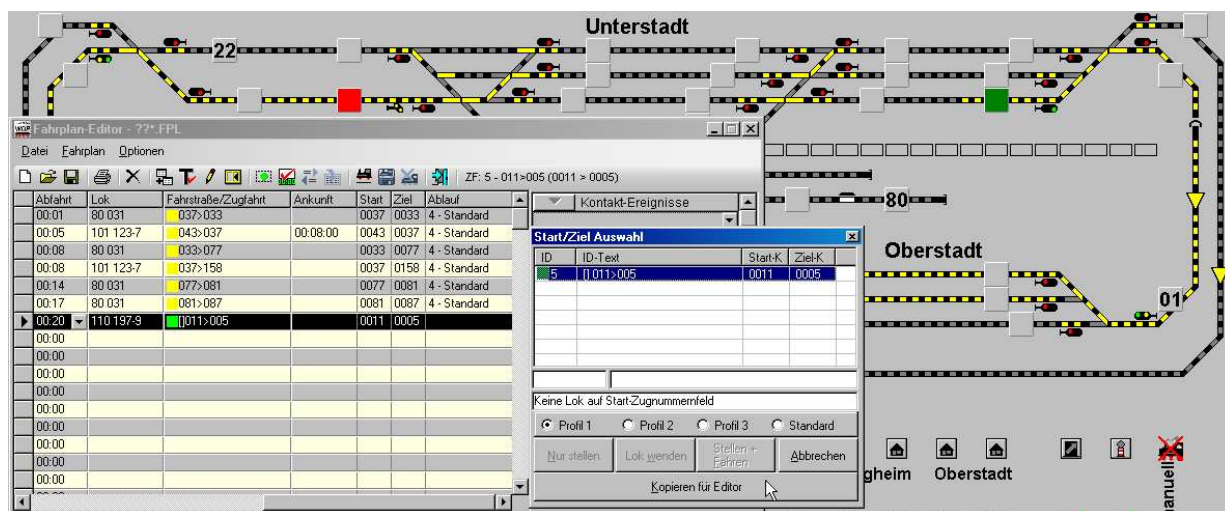 Unterstadt
22
Fahrplan-Editor - ??*.FPL
Datei Fahrplan Optionen
ZF: 5 - 011>005 (0011 > 0005)
Abfahrt Lok Fahrstraße/Zugfahrt Ankunft Start Ziel Ablauf
00:01 80 031 037>033 0037 0033 4 - Standard
00:05 101 123-7 043>037 00:08:00 0043 0037 4 - Standard
00:08 80 031 033>077 0033 0077 4 - Standard
00:08 101 123-7 037>158 0037 0158 4 - Standard
00:14 80 031 077>081 0077 0081 4 - Standard
00:17 80 031 081>087 0081 0087 4 - Standard
00:20 110 197-9 []011>005 0011 0005
00:00
00:00
00:00
00:00
00:00
00:00
00:00
00:00
00:00
Kontakt-Ereignisse
Start/Ziel Auswahl
ID ID-Text Start-K Ziel-K
5 [] 011>005 0011 0005
Keine Lok auf Start-Zugnummernfeld
Profil 1 Profil 2 Profil 3 Standard
Nur stellen Lok wenden Stellen + Fahren Abbrechen
Kopieren für Editor
80
Oberstadt
01
gheim Oberstadt
manuell